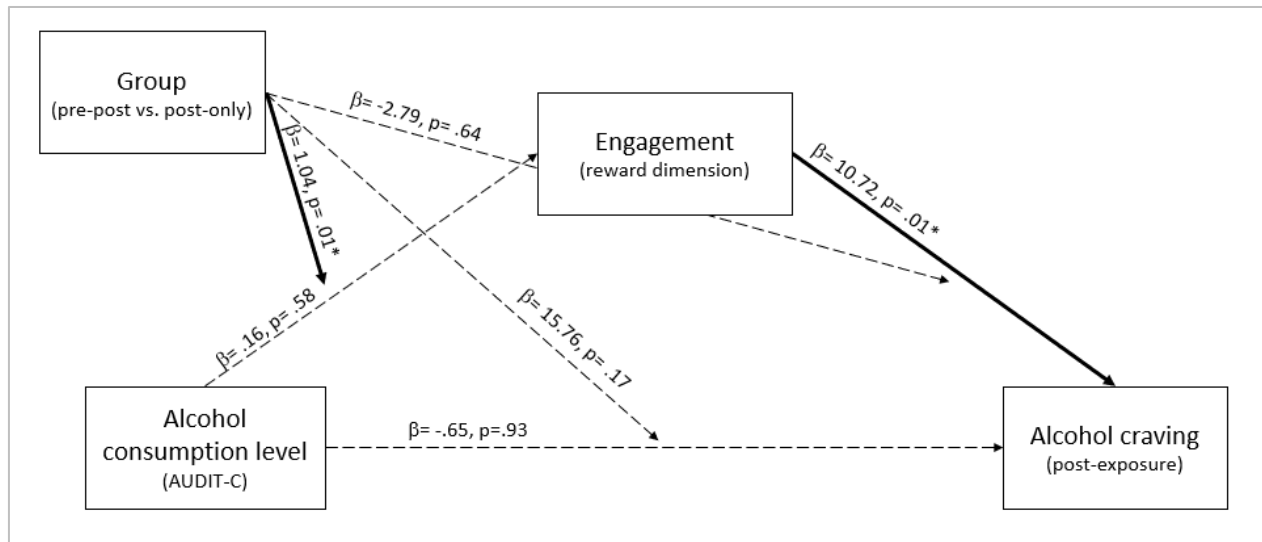 Group
(pre-post vs. post-only)
β= -2.79, p= .64
Engagement
(reward dimension)
β= 1.04, p= .01*
β= 10.72, p= .01*
β= .16, p= .58
β= 15.76, p= .17
Alcohol
consumption level
(AUDIT-C)
β= -.65, p=.93
Alcohol craving
(post-exposure)